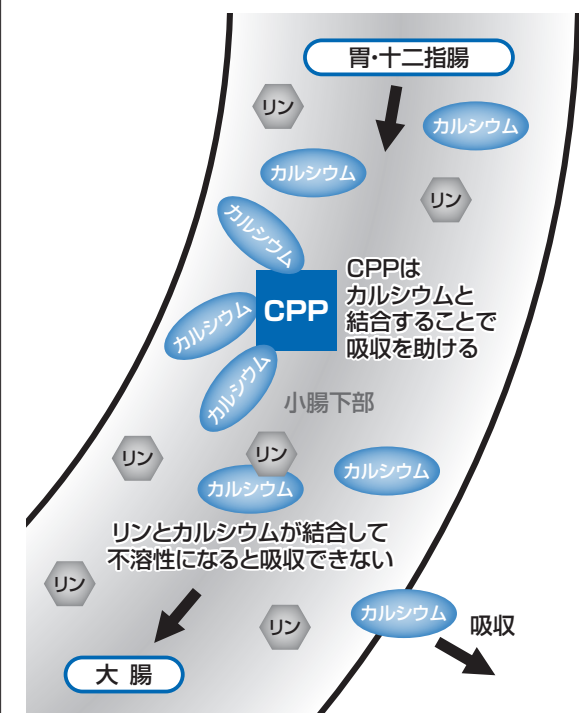 胃・十二指腸
リン
カルシウム
カルシウム
リン
カルシウム
CPPは
カルシウムと
結合することで
吸収を助ける
CPP
カルシウム
カルシウム
小腸下部
リン
リン
カルシウム
カルシウム
リンとカルシウムが結合して
不溶性になると吸収できない
リン
リン
カルシウム
吸収
大 腸